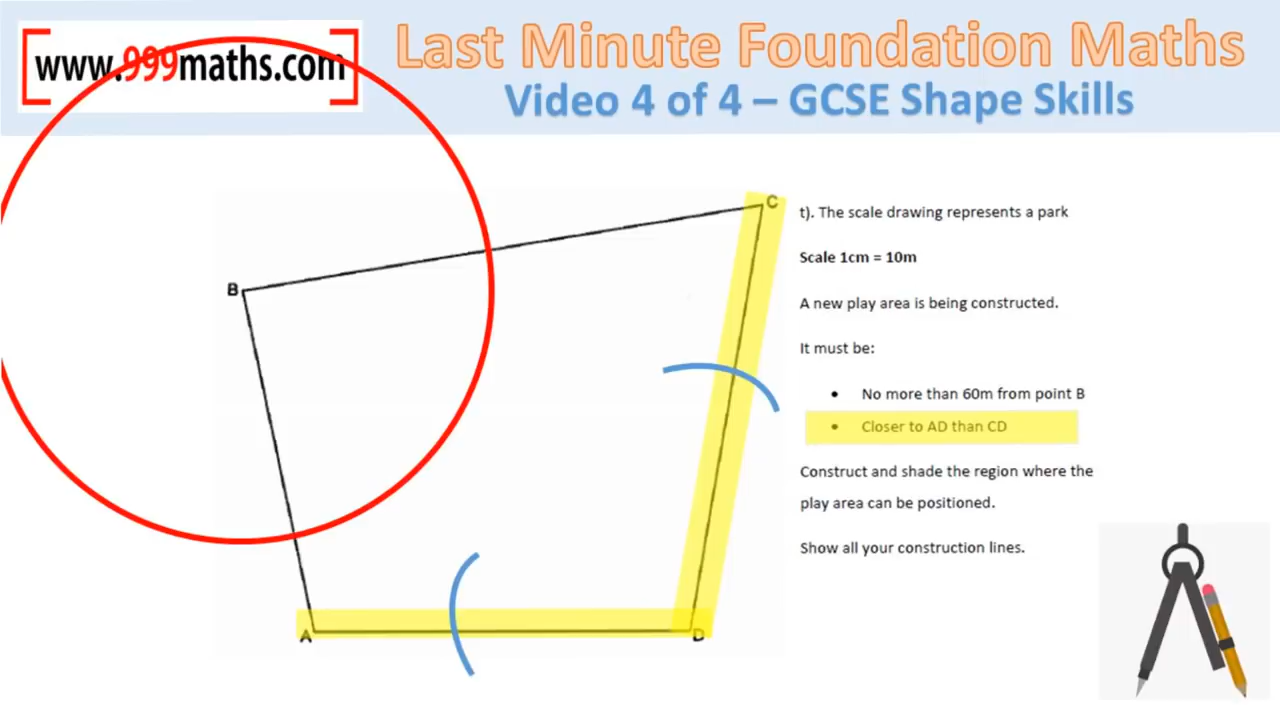 www.999maths.com
Last Minute Foundation Maths
Video 4 of 4 – GCSE Shape Skills
C
B
A
D
t). The scale drawing represents a park
Scale 1cm = 10m
A new play area is being constructed.
It must be:
• No more than 60m from point B
• Closer to AD than CD
Construct and shade the region where the
play area can be positioned.
Show all your construction lines.